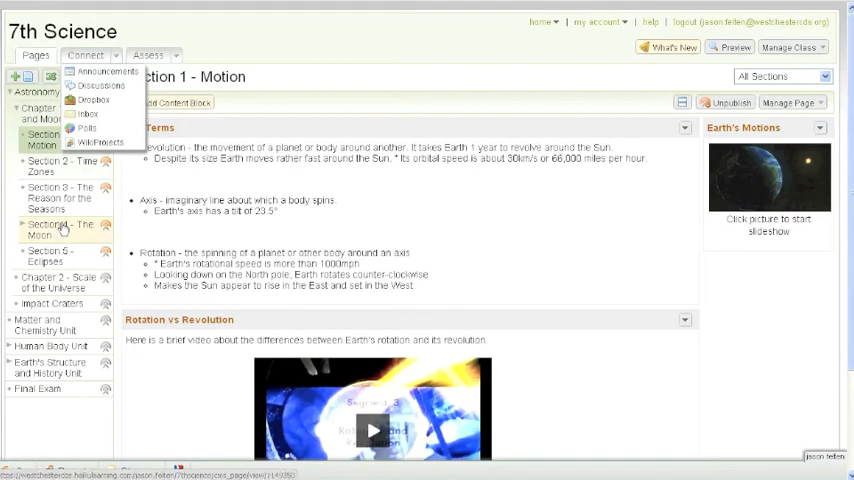 7th Science
home
my account
help
logout (jason.felten@westchestercds.org)
Pages
Connect
Assess
What's New
Preview
Manage Class
Announcements
Discussions
Dropbox
Inbox
Polls
WikiProjects
Astronomy
Chapter
and Moon
Section
Motion
Section 2 - Time
Zones
Section 3 - The
Reason for the
Seasons
Section 4 - The
Moon
Section 5 -
Eclipses
Chapter 2 - Scale
of the Universe
Impact Craters
Matter and
Chemistry Unit
Human Body Unit
Earth's Structure
and History Unit
Final Exam
ction 1 - Motion
All Sections
Add Content Block
Unpublish
Manage Page
Terms
evolution - the movement of a planet or body around another. It takes Earth 1 year to revolve around the Sun.
Despite its size Earth moves rather fast around the Sun. * Its orbital speed is about 30km/s or 66,000 miles per hour.
Axis - imaginary line about which a body spins.
Earth's axis has a tilt of 23.5°
Rotation - the spinning of a planet or other body around an axis
* Earth's rotational speed is more than 1000mph
Looking down on the North pole, Earth rotates counter-clockwise
Makes the Sun appear to rise in the East and set in the West
Rotation vs Revolution
Here is a brief video about the differences between Earth's rotation and its revolution.
Segment 3
Rotation and
Revolution
Earth's Motions
Click picture to start
slideshow
jason felten